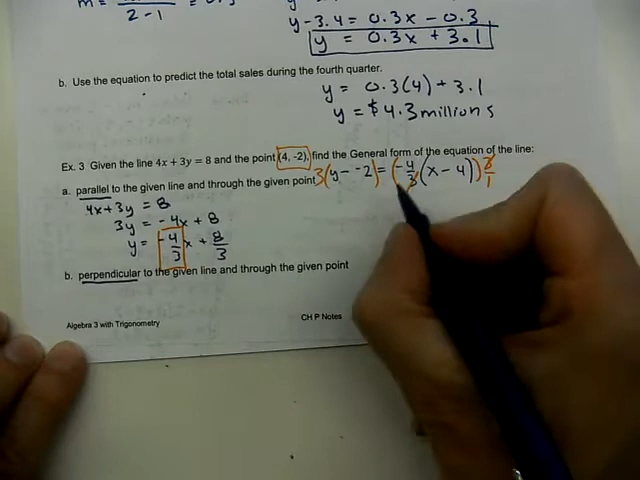 m = 
2 - 1
y - 3.4 = 0.3x - 0.3
y = 0.3x + 3.1
b. Use the equation to predict the total sales during the fourth quarter.
y = 0.3(4) + 3.1
y = $4.3 millions
Ex. 3 Given the line 4x + 3y = 8 and the point (4, -2), find the General form of the equation of the line:
a. parallel to the given line and through the given point 3(y - -2) = (-4/3(x - 4))3/1
4x + 3y = 8
3y = -4x + 8
y = -4/3x + 8/3
b. perpendicular to the given line and through the given point
Algebra 3 with Trigonometry
CH P Notes